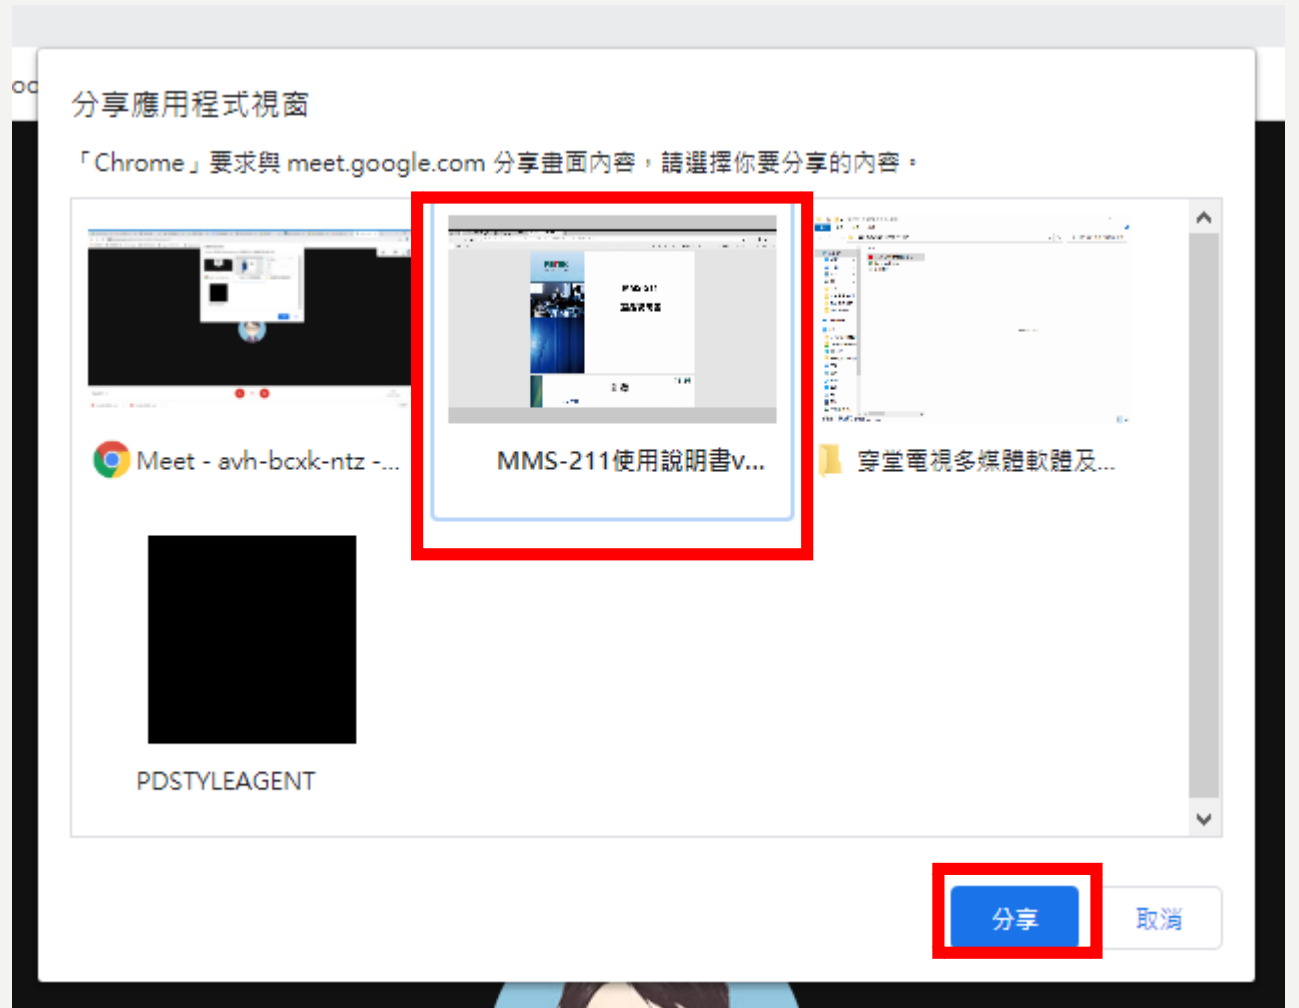 分享應用程式視窗
「Chrome」要求與 meet.google.com 分享畫面內容，請選擇你要分享的內容。
MMS-211
Meet - avh-bcxk-ntz -...
MMS-211使用說明書v...
穿堂電視多媒體軟體及...
PDSTYLEAGENT
分享
取消